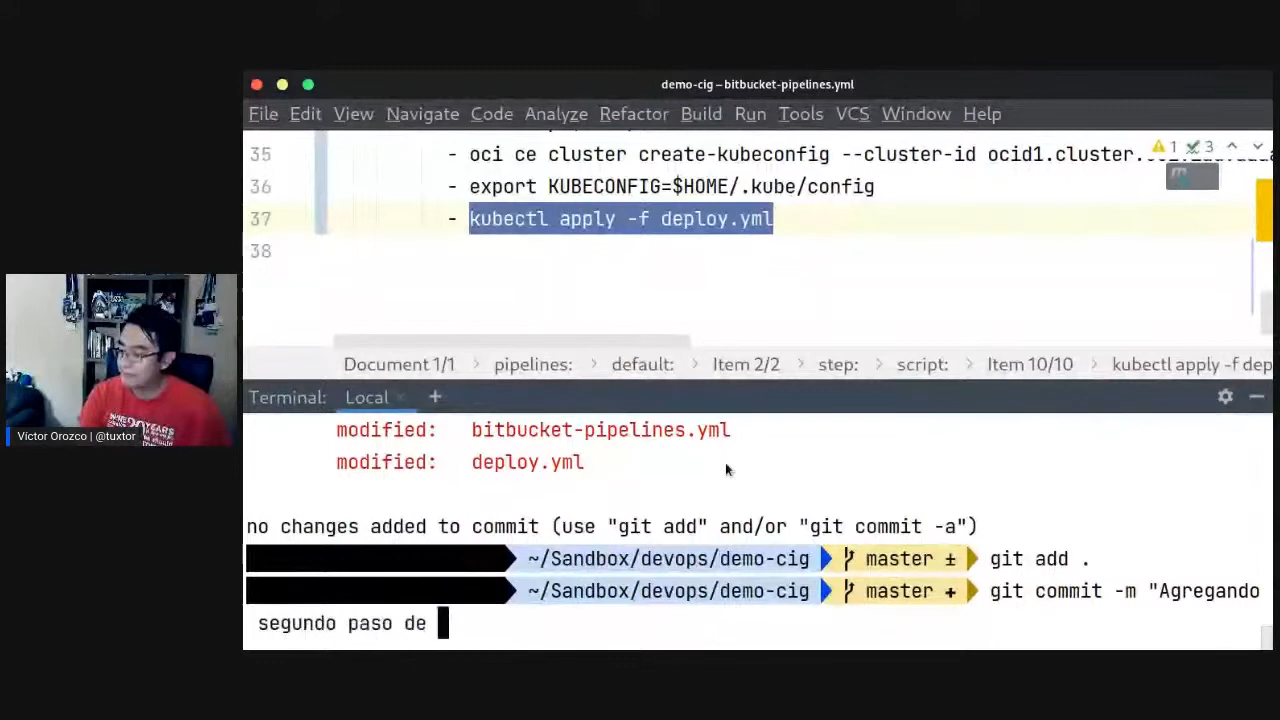 demo-cig – bitbucket-pipelines.yml
File Edit View Navigate Code Analyze Refactor Build Run Tools VCS Window Help
35 - oci ce cluster create-kubeconfig --cluster-id ocid1.cluster.
1 3
36 - export KUBECONFIG=$HOME/.kube/config
37 - kubectl apply -f deploy.yml
38
Document 1/1 pipelines: default: Item 2/2 step: script: Item 10/10 kubectl apply -f dep
Terminal: Local +
modified: bitbucket-pipelines.yml
modified: deploy.yml
no changes added to commit (use "git add" and/or "git commit -a")
~/Sandbox/devops/demo-cig master ± git add .
~/Sandbox/devops/demo-cig master + git commit -m "Agregando
segundo paso de
Víctor Orozco | @tuxtor